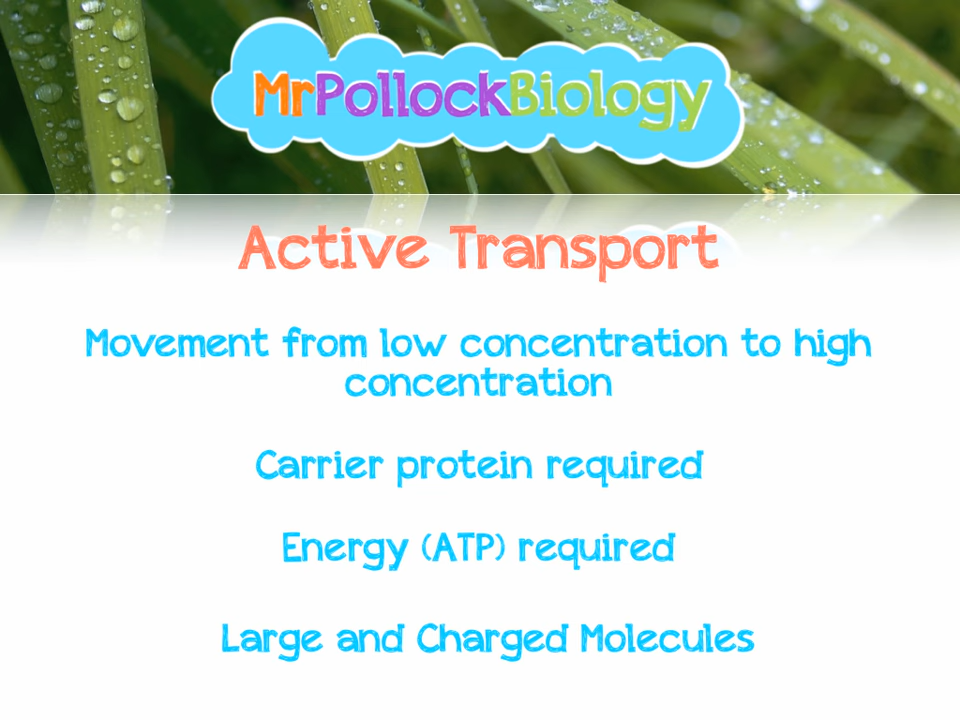 MrPollockBiology
Active Transport
Movement from low concentration to high
concentration
Carrier protein required
Energy (ATP) required
Large and Charged Molecules